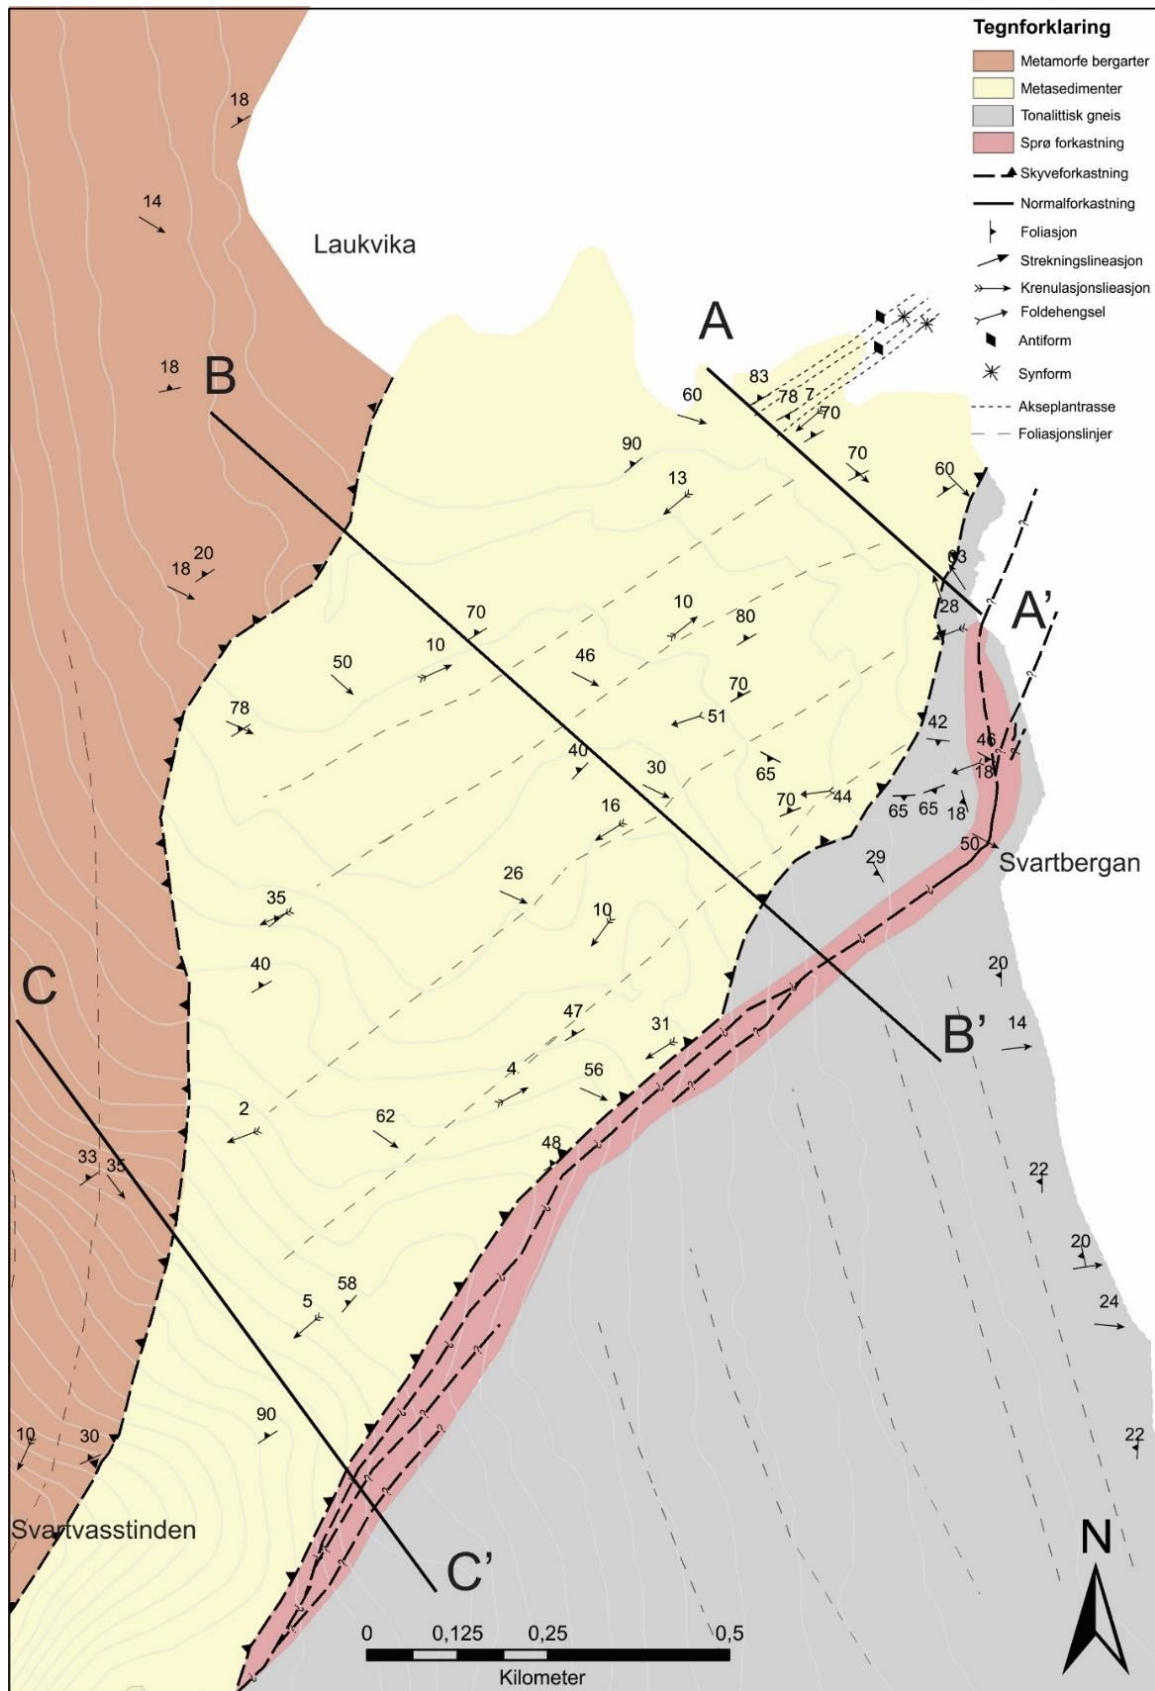 Tegnforklaring
Metamorfe bergarter
Metasedimenter
Tonalittisk gneis
Sprø forkastning
Skyveforkastning
Normalforkastning
Foliasjon
Strekningslineasjon
Krenulasjonslieasjon
Foldehengsel
Antiform
Synform
Akseplantrasse
Foliasjonslinjer
18
14
Laukvika
A
18
B
83
60
78 7
70
90
70
60
13
20
18
63
28
A'
10
80
70
50
10
46
70
78
51
42
46
40
65
18
30
70
44
65
65
18
16
50
Svartbergan
29
26
35
10
C
40
20
47
31
14
B'
4
56
2
62
48
33
35
22
20
58
5
24
90
10
30
22
Svartvasstinden
N
C'
0 0,125 0,25 0,5
Kilometer